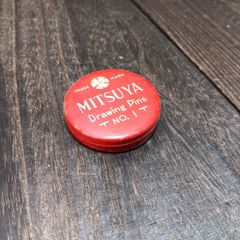 TRADE MARK
MITSUYA
Drawing Pins
NO. 1